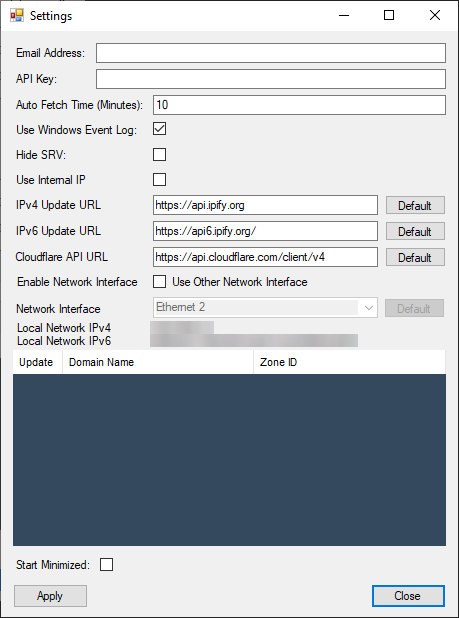 Settings
Email Address:
API Key:
Auto Fetch Time (Minutes): 10
Use Windows Event Log:
Hide SRV:
Use Internal IP
IPv4 Update URL https://api.ipify.org Default
IPv6 Update URL https://api6.ipify.org/ Default
Cloudflare API URL https://api.cloudflare.com/client/v4 Default
Enable Network Interface Use Other Network Interface
Network Interface Ethernet 2 Default
Local Network IPv4
Local Network IPv6
Update Domain Name Zone ID
Start Minimized:
Apply Close